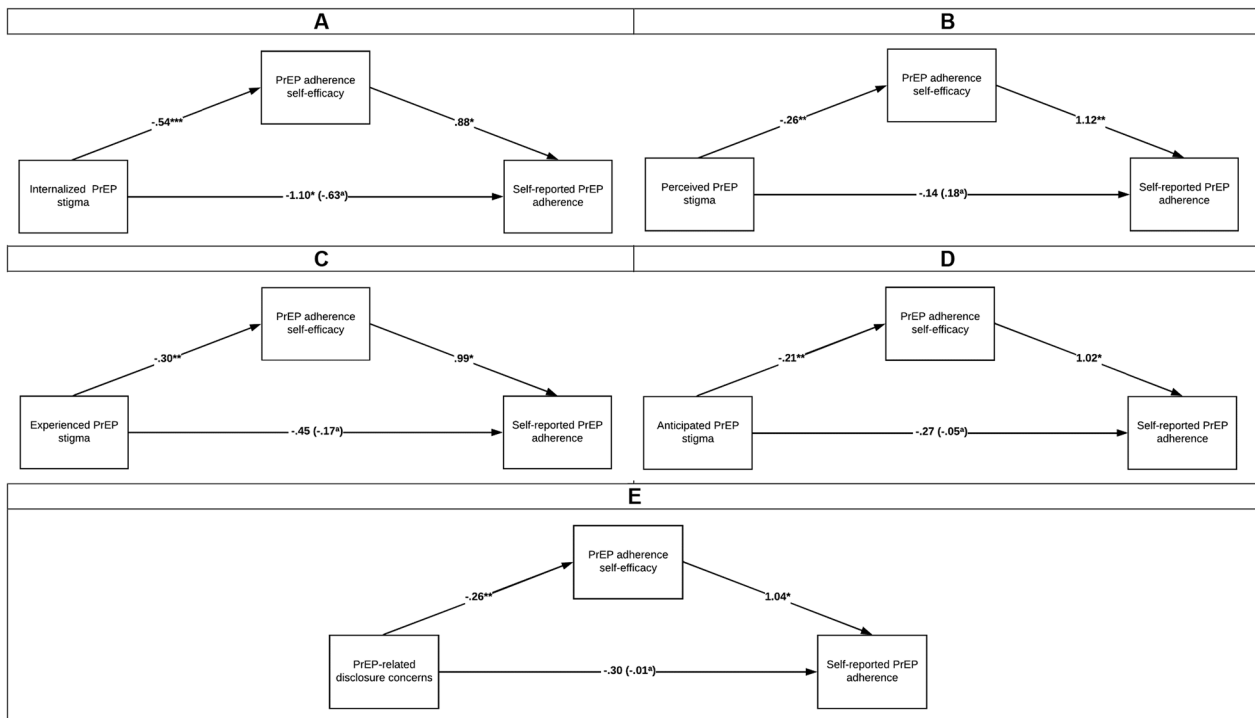 A
PrEP adherence
self-efficacy
-.54***
.88*
Internalized PrEP
stigma
-1.10* (-.63ᵃ)
Self-reported PrEP
adherence
B
PrEP adherence
self-efficacy
-.26**
1.12**
Perceived PrEP
stigma
-.14 (.18ᵃ)
Self-reported PrEP
adherence
C
PrEP adherence
self-efficacy
-.30**
.99*
Experienced PrEP
stigma
-.45 (-.17ᵃ)
Self-reported PrEP
adherence
D
PrEP adherence
self-efficacy
-.21**
1.02*
Anticipated PrEP
stigma
-.27 (-.05ᵃ)
Self-reported PrEP
adherence
E
PrEP adherence
self-efficacy
-.26**
1.04*
PrEP-related
disclosure concerns
-.30 (-.01ᵃ)
Self-reported PrEP
adherence